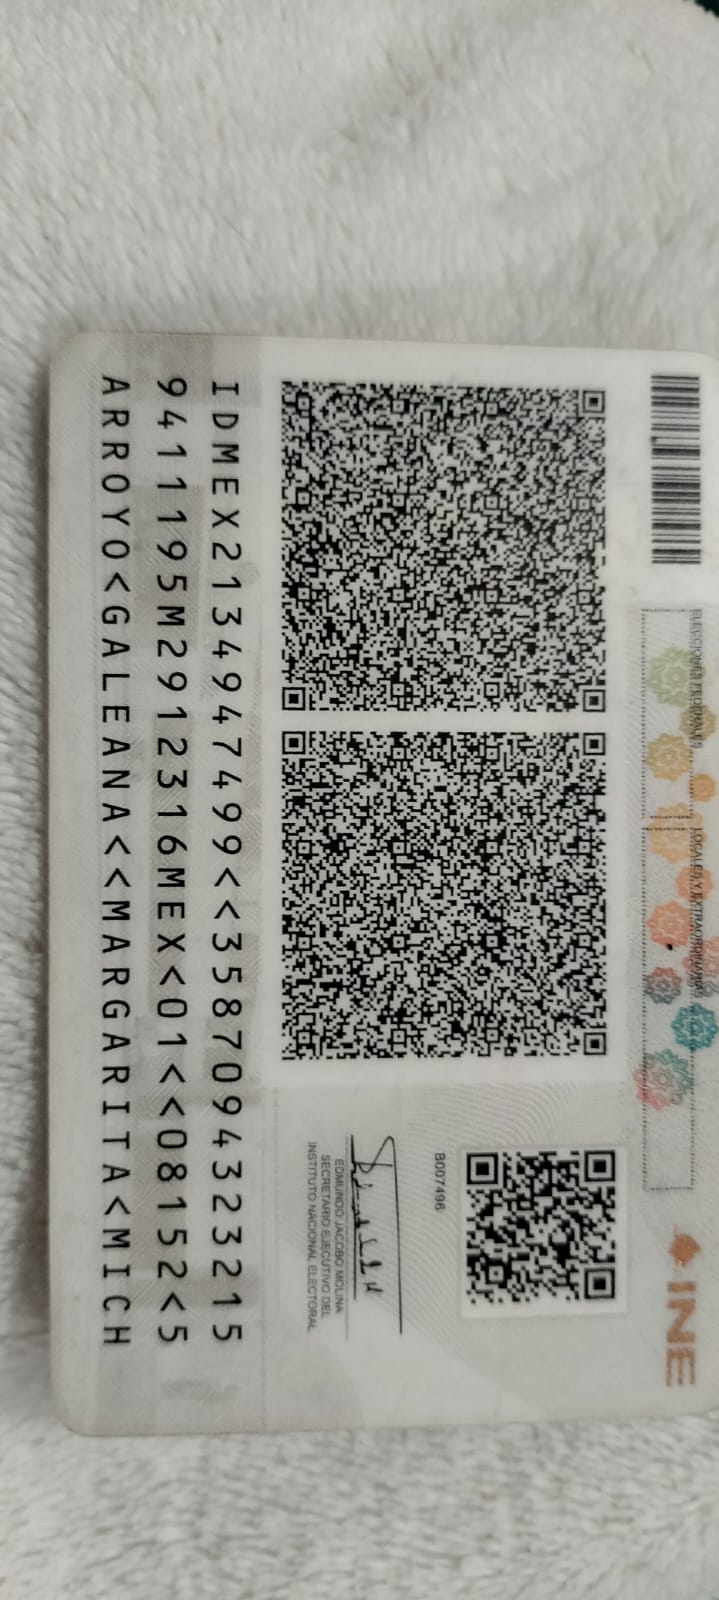 ELECCIONES FEDERALES
LOCALES Y EXTRAORDINARIAS
INE
B007496
EDMUNDO JACOBO MOLINA
SECRETARIO EJECUTIVO DEL
INSTITUTO NACIONAL ELECTORAL
IDMEX2134947499<<3587094323215
9411195M2912316MEX<01<<08152<5
ARROYO<GALEANA<<MARGARITA<MICH